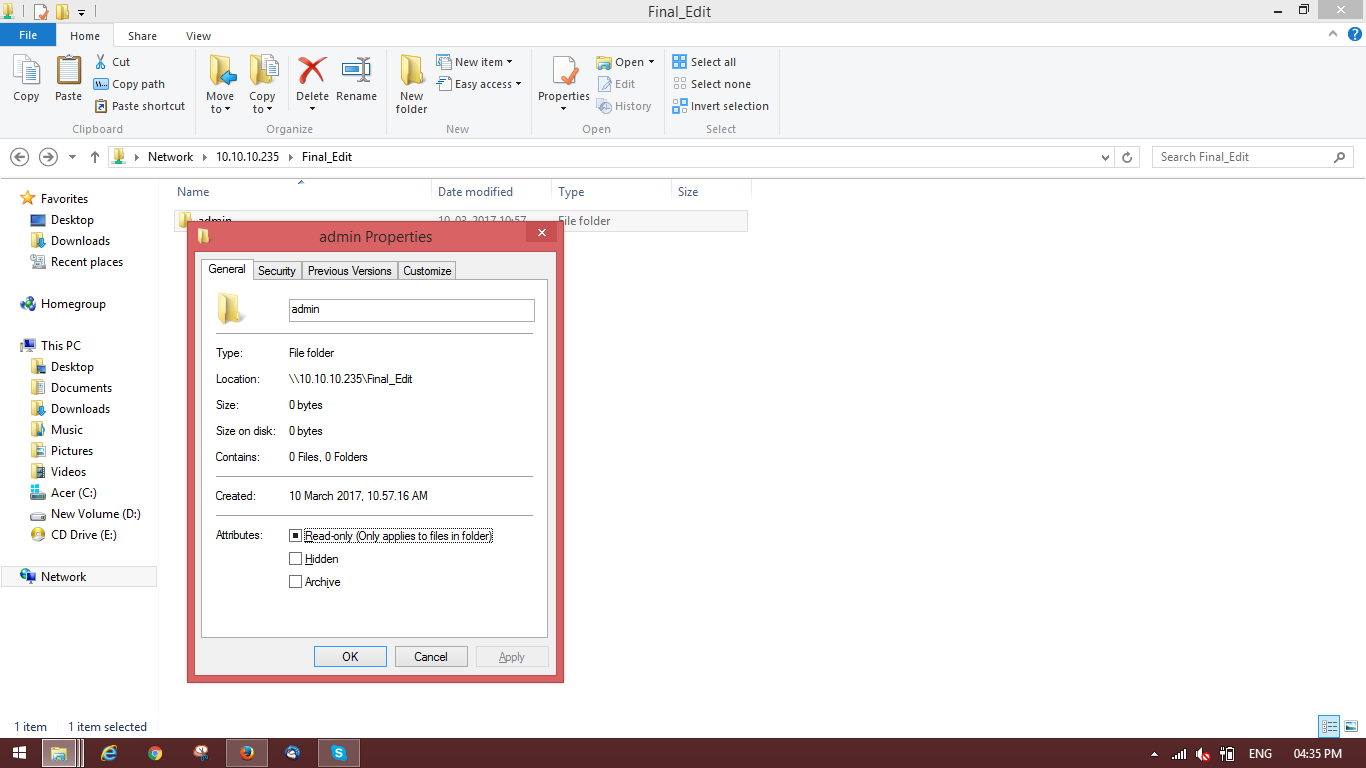 Final_Edit
File Home Share View
Copy
Paste
Cut
Copy path
Paste shortcut
Clipboard
Move to
Copy to
Delete
Rename
Organize
New folder
New item
Easy access
New
Properties
Open
Edit
History
Open
Select all
Select none
Invert selection
Select
Network 10.10.10.235 Final_Edit
Search Final_Edit
Favorites
Desktop
Downloads
Recent places
Homegroup
This PC
Desktop
Documents
Downloads
Music
Pictures
Videos
Acer (C:)
New Volume (D:)
CD Drive (E:)
Network
Name Date modified Type Size
admin 10-03-2017 10:57 File folder
admin Properties
General Security Previous Versions Customize
admin
Type: File folder
Location: \\10.10.10.235\Final_Edit
Size: 0 bytes
Size on disk: 0 bytes
Contains: 0 Files, 0 Folders
Created: 10 March 2017, 10.57.16 AM
Attributes: Read-only (Only applies to files in folder)
Hidden
Archive
OK Cancel Apply
1 item 1 item selected
ENG 04:35 PM